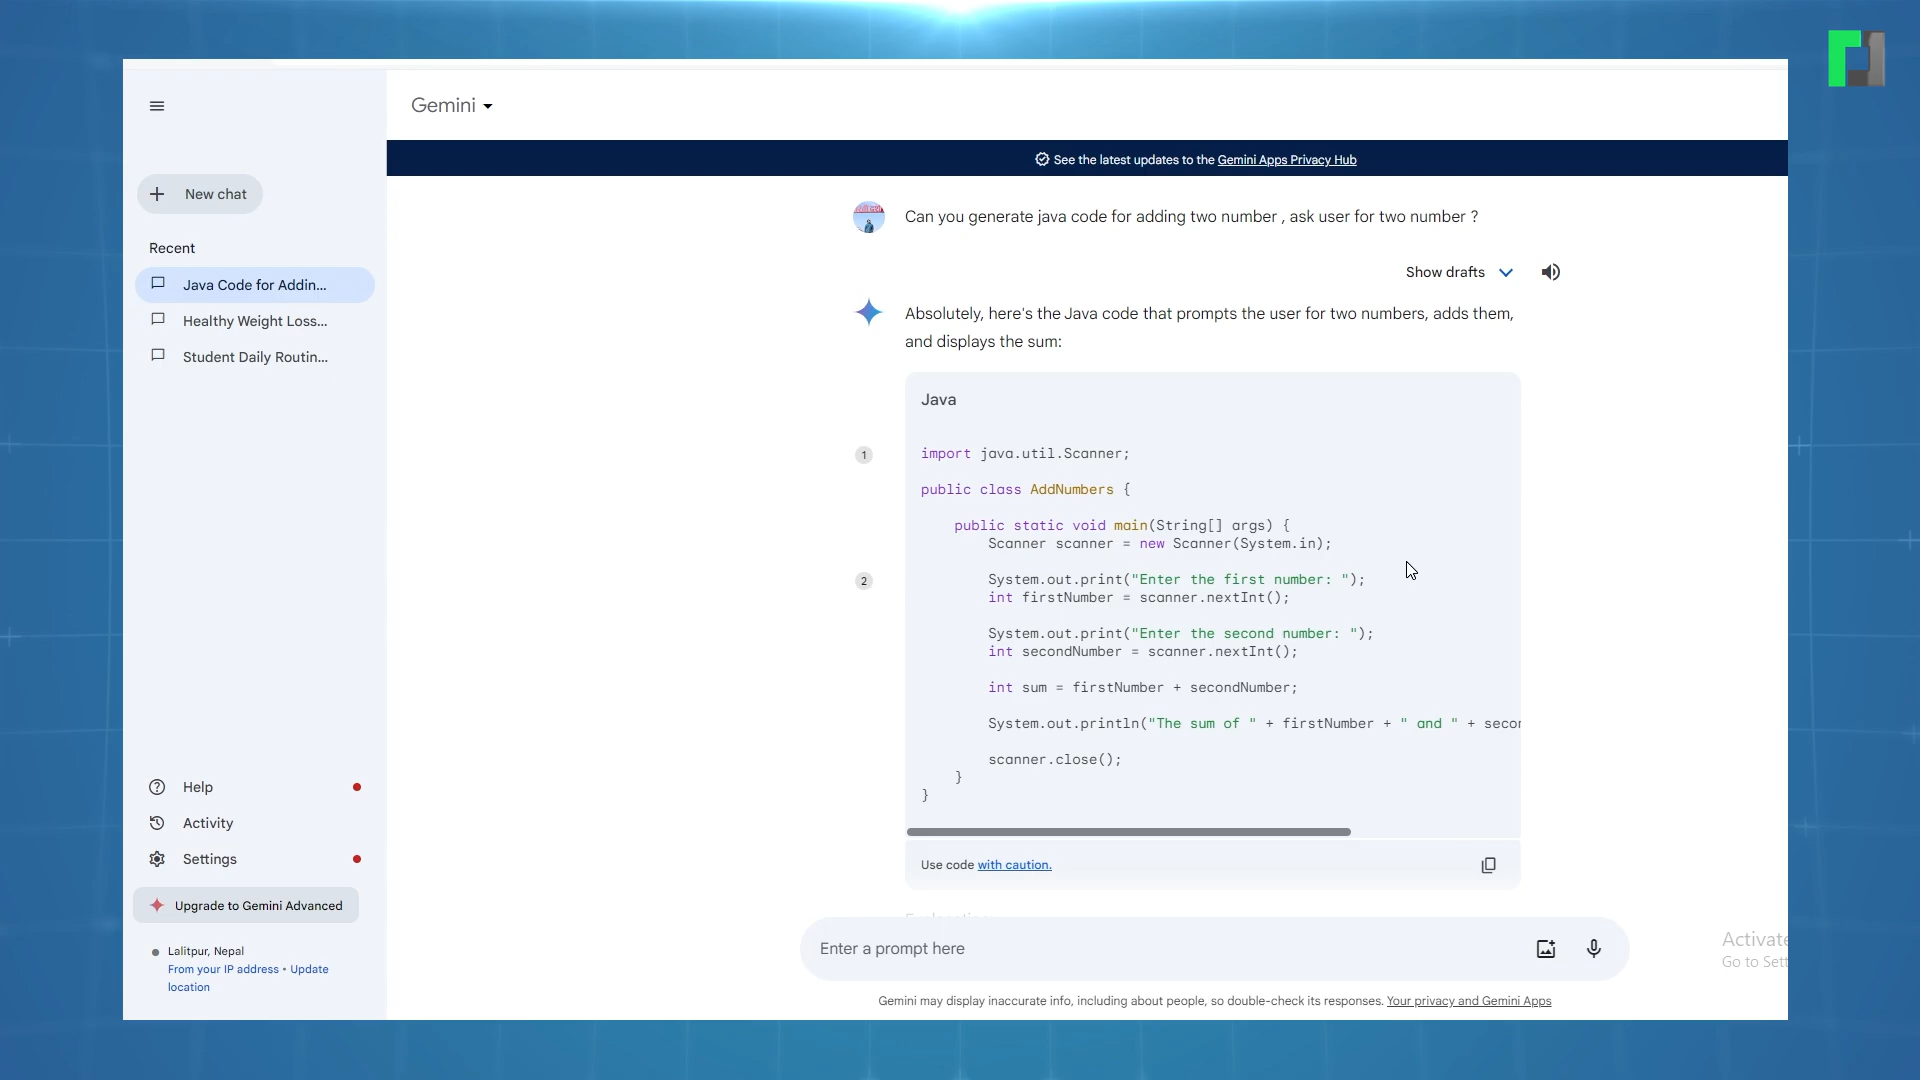 Gemini
See the latest updates to the Gemini Apps Privacy Hub
New chat
Recent
Java Code for Addin...
Healthy Weight Loss...
Student Daily Routin...
Can you generate java code for adding two number , ask user for two number ?
Show drafts
Absolutely, here's the Java code that prompts the user for two numbers, adds them,
and displays the sum:
Java
1
import java.util.Scanner;
public class AddNumbers {
public static void main(String[] args) {
Scanner scanner = new Scanner(System.in);
2
System.out.print("Enter the first number: ");
int firstNumber = scanner.nextInt();
System.out.print("Enter the second number: ");
int secondNumber = scanner.nextInt();
int sum = firstNumber + secondNumber;
System.out.println("The sum of " + firstNumber + " and " + secon
scanner.close();
}
}
Use code with caution.
Help
Activity
Settings
Upgrade to Gemini Advanced
Lalitpur, Nepal
From your IP address • Update
location
Enter a prompt here
Gemini may display inaccurate info, including about people, so double-check its responses. Your privacy and Gemini Apps
Activate
Go to Sett